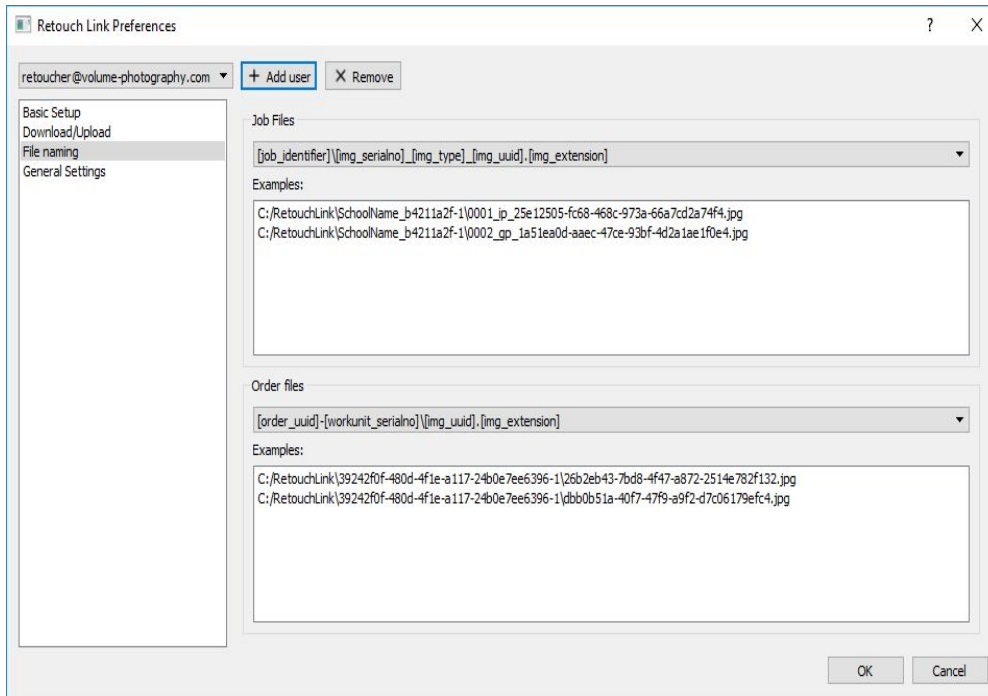 Retouch Link Preferences
retoucher@volume-photography.com
+ Add user
X Remove
Basic Setup
Download/Upload
File naming
General Settings
Job Files
[job_identifier]\[img_serialno]_[img_type]_[img_uuid].[img_extension]
Examples:
C:/RetouchLink\SchoolName_b4211a2f-1\0001_ip_25e12505-fc68-468c-973a-66a7cd2a74f4.jpg
C:/RetouchLink\SchoolName_b4211a2f-1\0002_gp_1a51ea0d-aaec-47ce-93bf-4d2a1ae1f0e4.jpg
Order files
[order_uuid]-[workunit_serialno]\[img_uuid].[img_extension]
Examples:
C:/RetouchLink\39242f0f-480d-4f1e-a117-24b0e7ee6396-1\26b2eb43-7bd8-4f47-a872-2514e782f132.jpg
C:/RetouchLink\39242f0f-480d-4f1e-a117-24b0e7ee6396-1\dbb0b51a-40f7-47f9-a9f2-d7c06179efc4.jpg
OK
Cancel